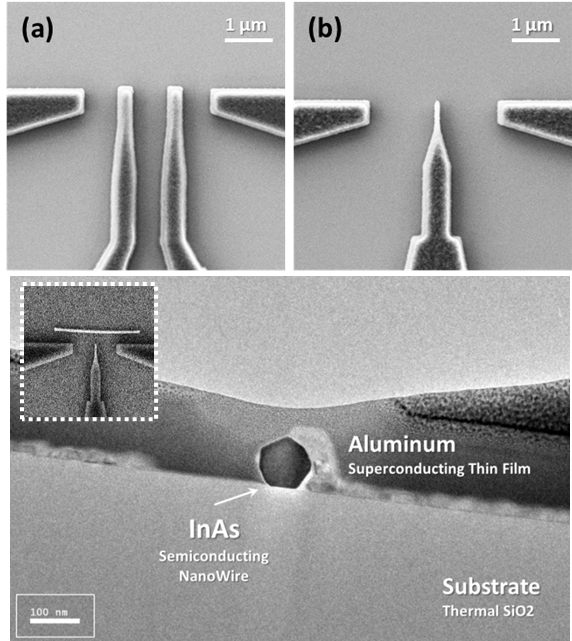 (a)
1 µm
(b)
1 µm
Aluminum
Superconducting Thin Film
InAs
Semiconducting
NanoWire
Substrate
Thermal SiO2
100 nm